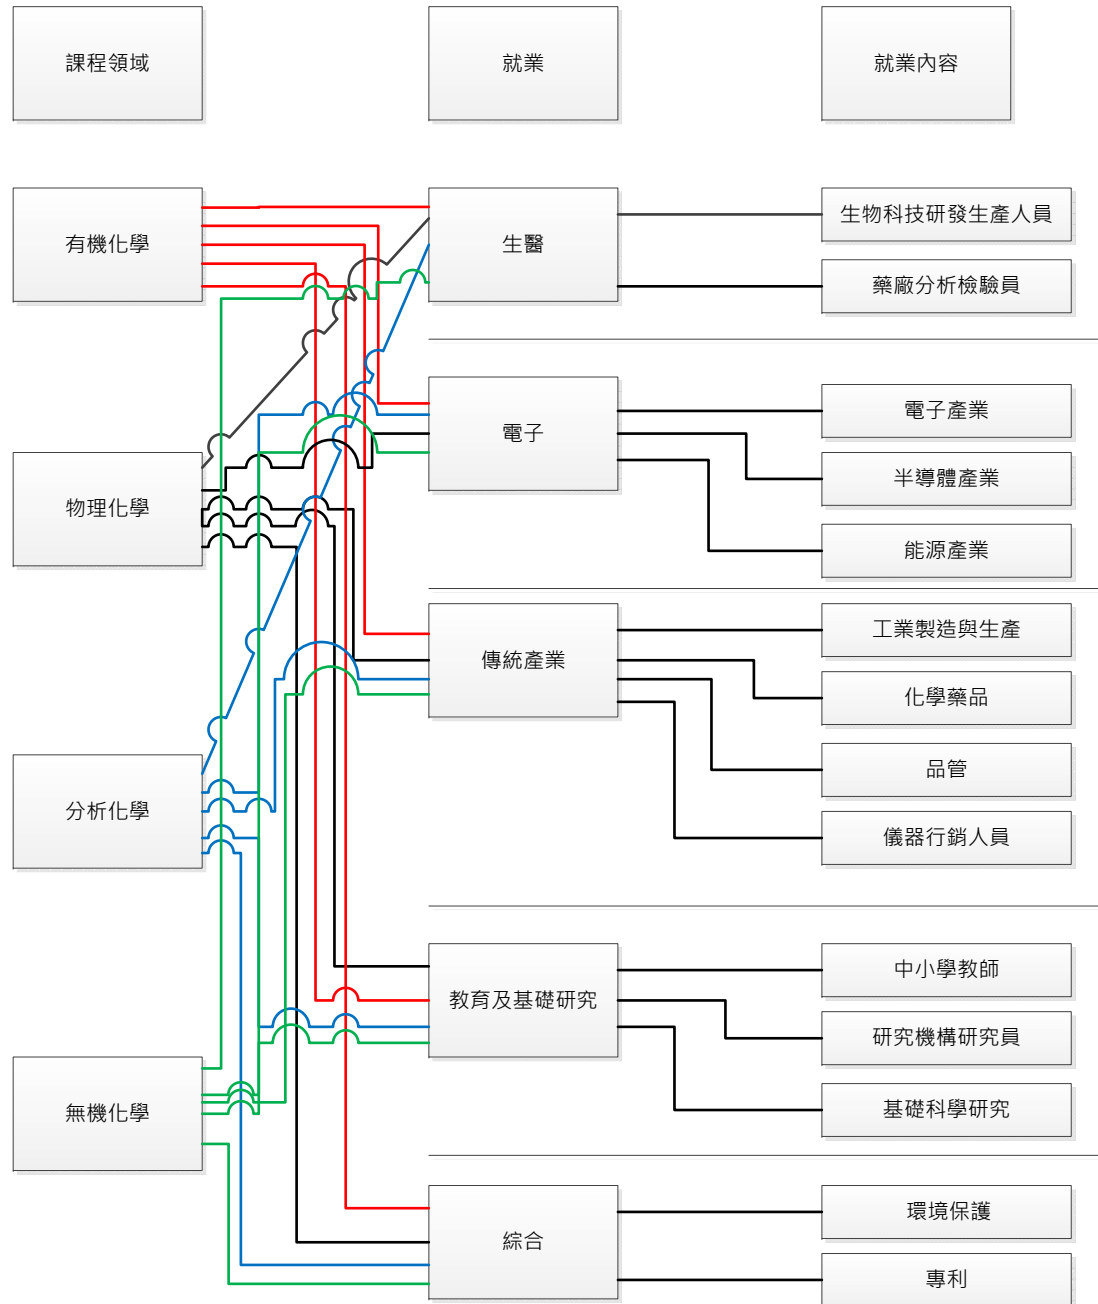 課程領域
就業
就業內容
有機化學
物理化學
分析化學
無機化學
生醫
生物科技研發生產人員
藥廠分析檢驗員
電子
電子產業
半導體產業
能源產業
傳統產業
工業製造與生產
化學藥品
品管
儀器行銷人員
教育及基礎研究
中小學教師
研究機構研究員
基礎科學研究
綜合
環境保護
專利